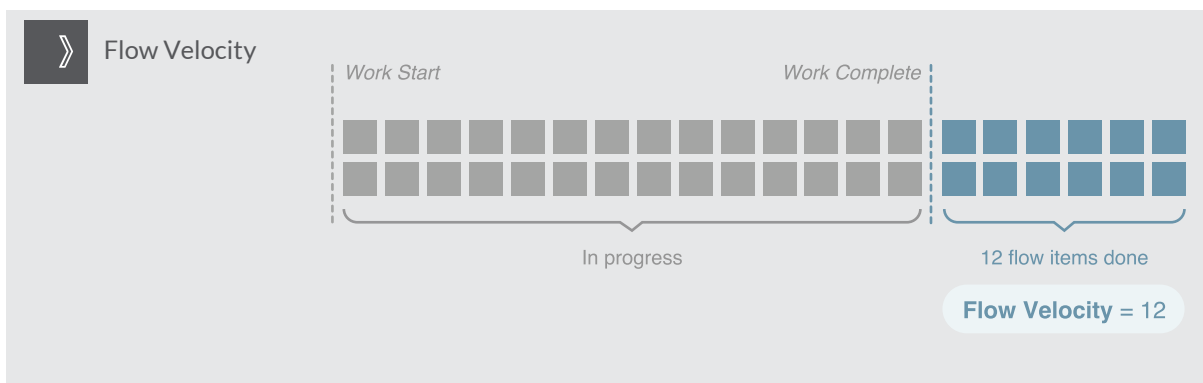 Flow Velocity
Work Start
Work Complete
In progress
12 flow items done
Flow Velocity = 12